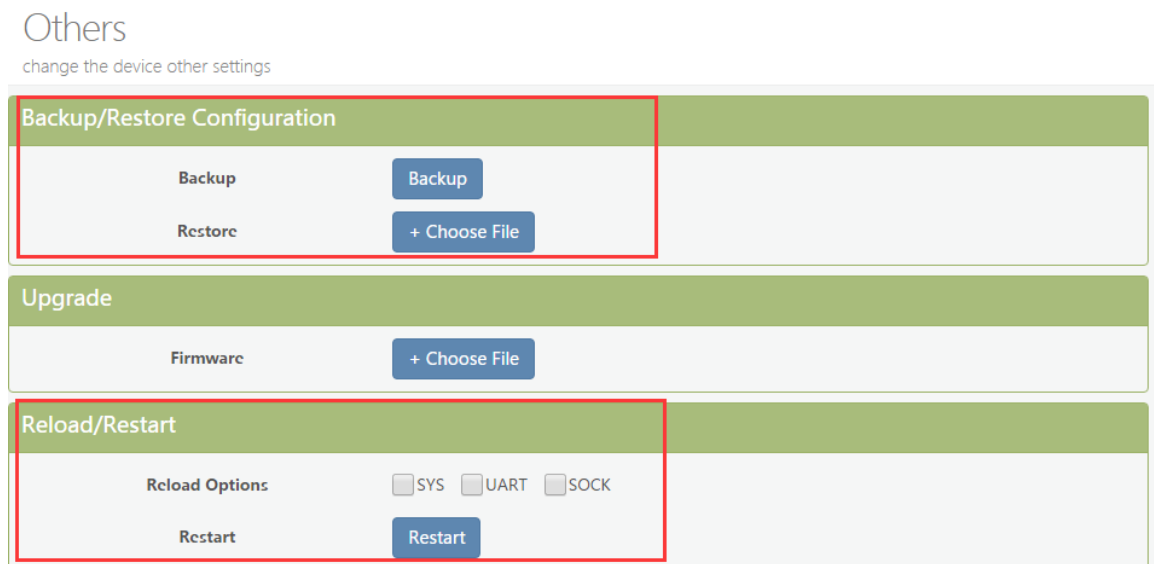 Others
change the device other settings
Backup/Restore Configuration
Backup Backup
Restore + Choose File
Upgrade
Firmware + Choose File
Reload/Restart
Reload Options SYS UART SOCK
Restart Restart